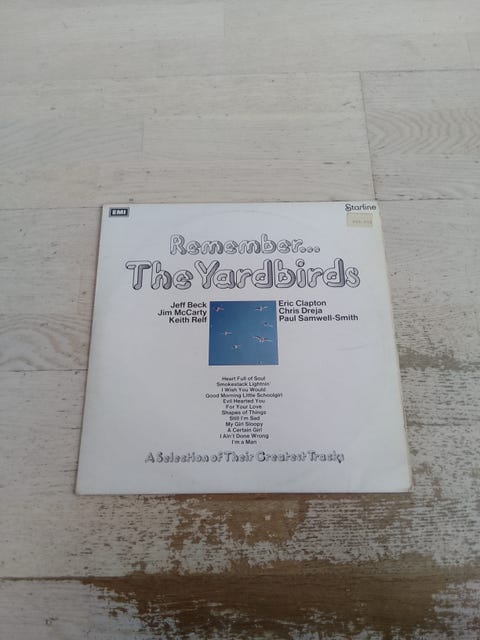 EMI
Starline
Remember...
The Yardbirds
Jeff Beck
Jim McCarty
Keith Relf
Eric Clapton
Chris Dreja
Paul Samwell-Smith
Heart Full of Soul
Smokestack Lightnin'
I Wish You Would
Good Morning Little Schoolgirl
Evil Hearted You
For Your Love
Shapes of Things
Still I'm Sad
My Girl Sloopy
A Certain Girl
I Ain't Done Wrong
I'm a Man
A Selection of Their Greatest Tracks